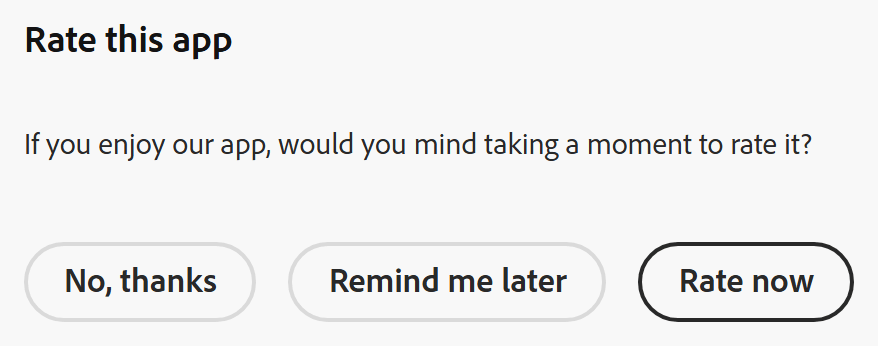 Rate this app
If you enjoy our app, would you mind taking a moment to rate it?
No, thanks Remind me later Rate now